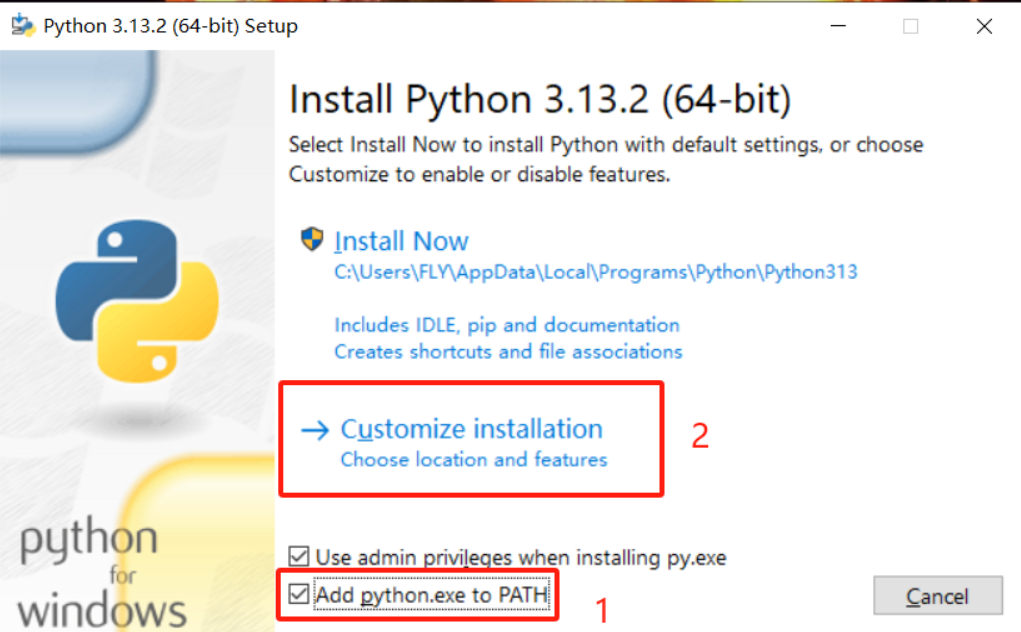 Python 3.13.2 (64-bit) Setup
Install Python 3.13.2 (64-bit)
Select Install Now to install Python with default settings, or choose
Customize to enable or disable features.
Install Now
C:\Users\FLY\AppData\Local\Programs\Python\Python313
Includes IDLE, pip and documentation
Creates shortcuts and file associations
Customize installation
Choose location and features
2
Use admin privileges when installing py.exe
Add python.exe to PATH
1
Cancel
python
for
windows